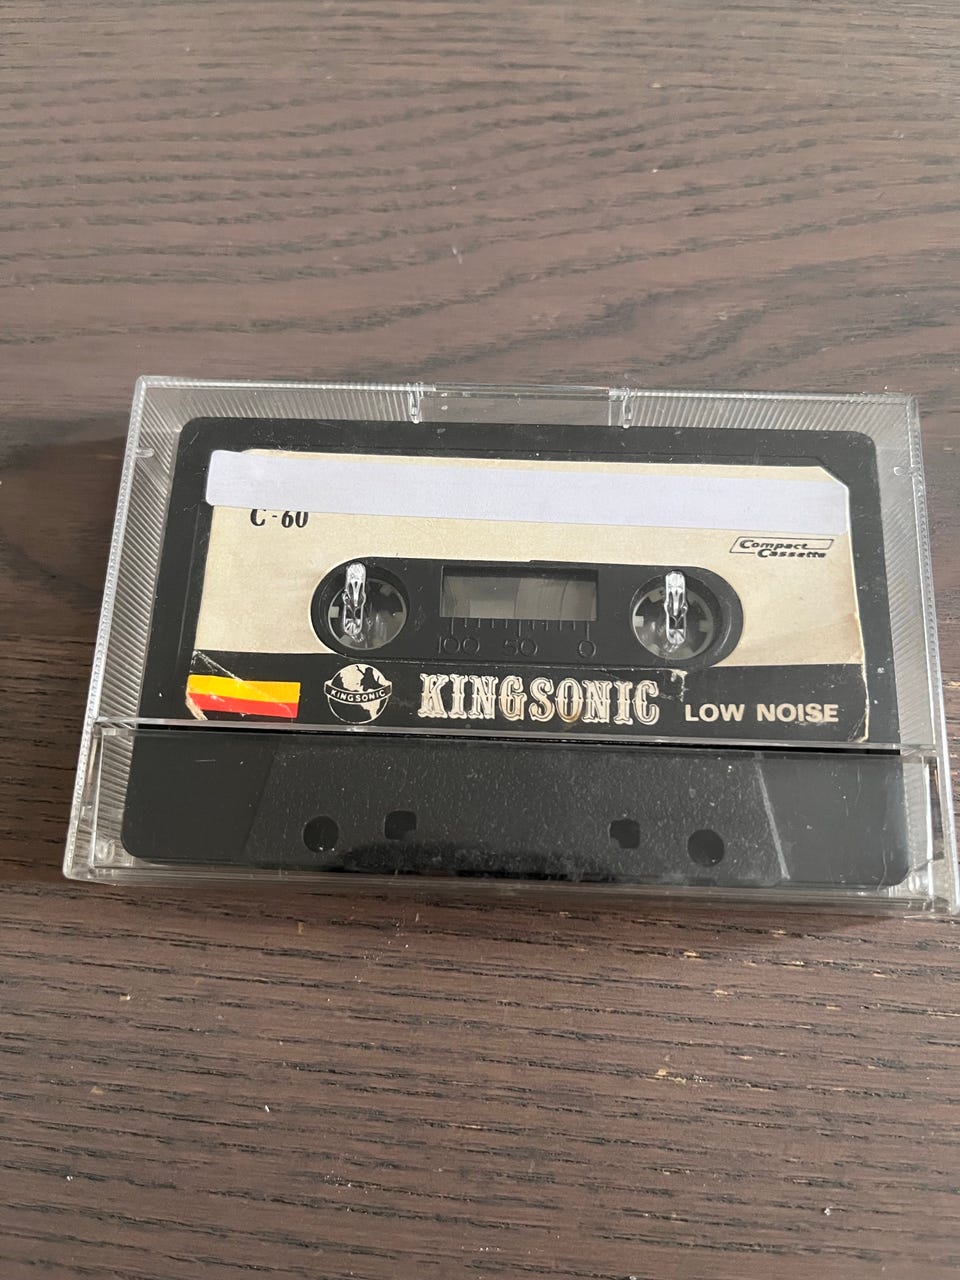 C-60
Compact
Cassette
100 50 0
KINGSONIC
KINGSONIC
LOW NOISE